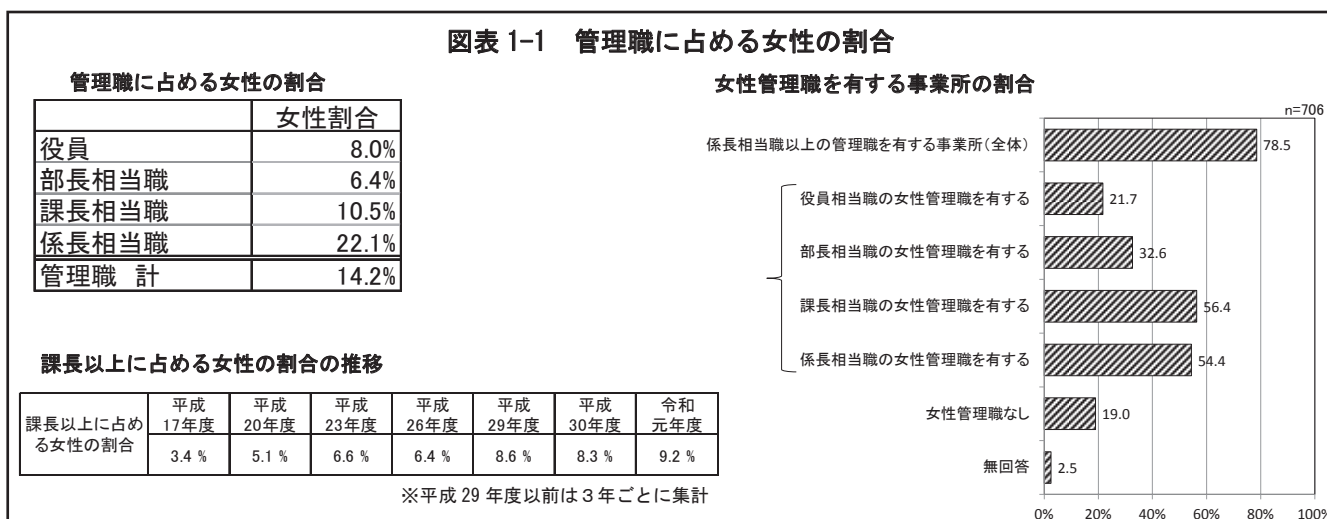 図表 1-1　管理職に占める女性の割合
管理職に占める女性の割合
女性割合
役員 8.0%
部長相当職 6.4%
課長相当職 10.5%
係長相当職 22.1%
管理職 計 14.2%
課長以上に占める女性の割合の推移
課長以上に占め
る女性の割合
平成 平成 平成 平成 平成 平成 令和
17年度 20年度 23年度 26年度 29年度 30年度 元年度
3.4 % 5.1 % 6.6 % 6.4 % 8.6 % 8.3 % 9.2 %
※平成 29 年度以前は３年ごとに集計
女性管理職を有する事業所の割合
n=706
係長相当職以上の管理職を有する事業所(全体) 78.5
役員相当職の女性管理職を有する 21.7
部長相当職の女性管理職を有する 32.6
課長相当職の女性管理職を有する 56.4
係長相当職の女性管理職を有する 54.4
女性管理職なし 19.0
無回答 2.5
0% 20% 40% 60% 80% 100%